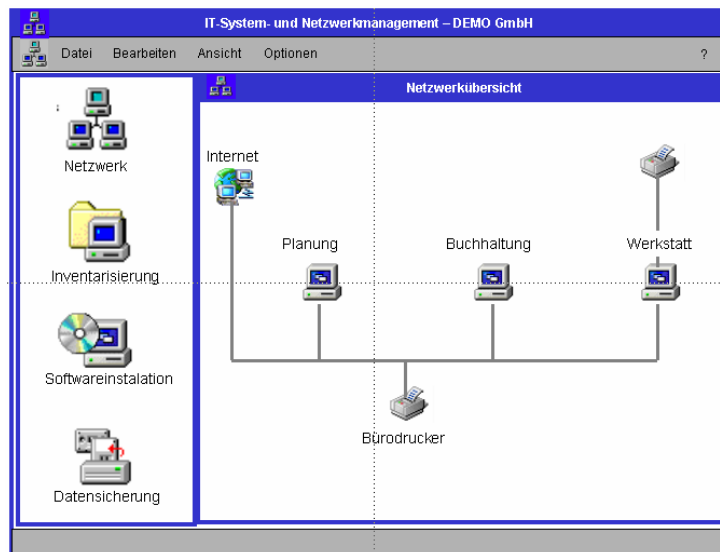 IT-System- und Netzwerkmanagement – DEMO GmbH
Datei Bearbeiten Ansicht Optionen ?
Netzwerkübersicht
Netzwerk
Inventarisierung
Softwareinstalation
Datensicherung
Internet
Planung Buchhaltung Werkstatt
Bürodrucker